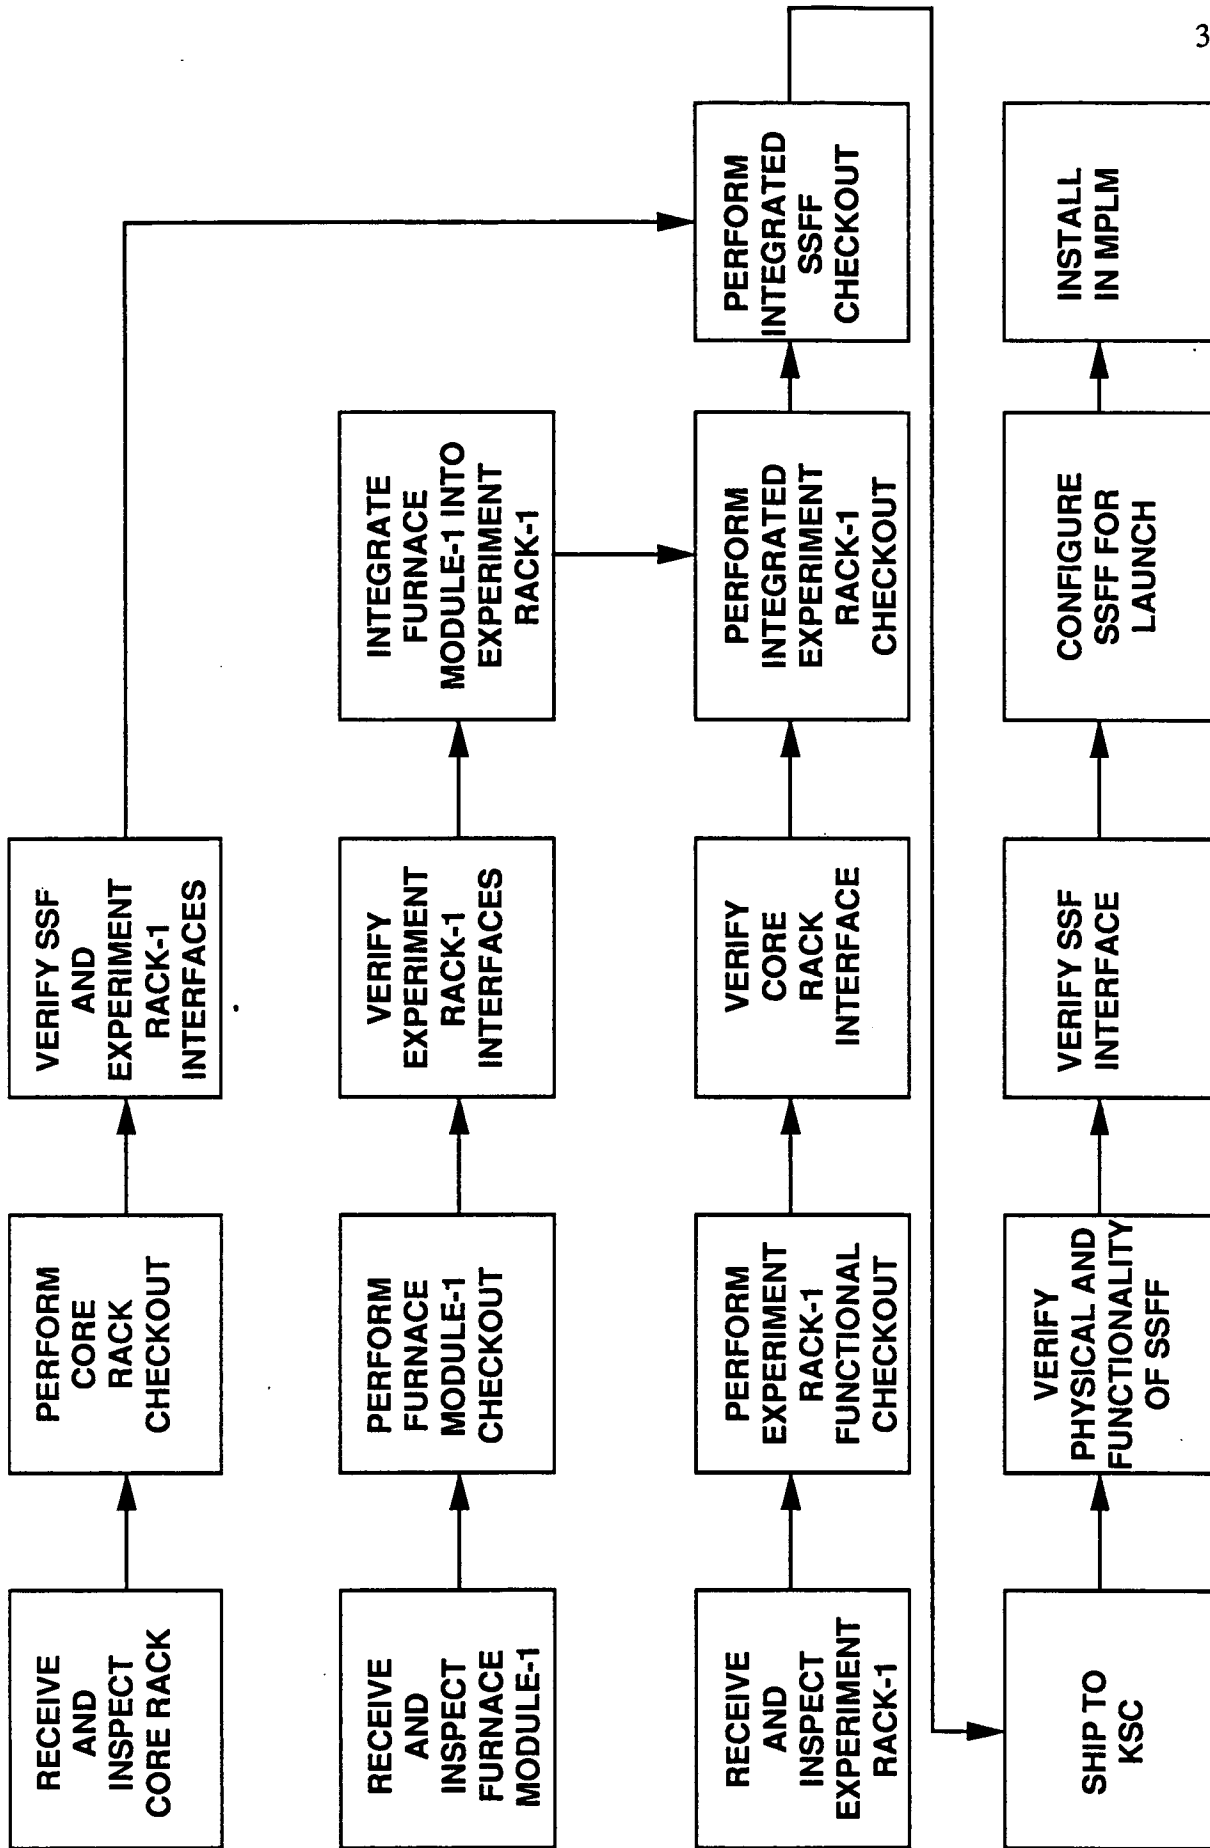 RECEIVE
AND
INSPECT
CORE RACK
PERFORM
CORE
RACK
CHECKOUT
VERIFY SSF
AND
EXPERIMENT
RACK-1
INTERFACES
RECEIVE
AND
INSPECT
FURNACE
MODULE-1
PERFORM
FURNACE
MODULE-1
CHECKOUT
VERIFY
EXPERIMENT
RACK-1
INTERFACES
INTEGRATE
FURNACE
MODULE-1 INTO
EXPERIMENT
RACK-1
RECEIVE
AND
INSPECT
EXPERIMENT
RACK-1
PERFORM
EXPERIMENT
RACK-1
FUNCTIONAL
CHECKOUT
VERIFY
CORE
RACK
INTERFACE
PERFORM
INTEGRATED
EXPERIMENT
RACK-1
CHECKOUT
PERFORM
INTEGRATED
SSFF
CHECKOUT
SHIP TO
KSC
VERIFY
PHYSICAL AND
FUNCTIONALITY
OF SSFF
VERIFY SSF
INTERFACE
CONFIGURE
SSFF FOR
LAUNCH
INSTALL
IN MPLM
3